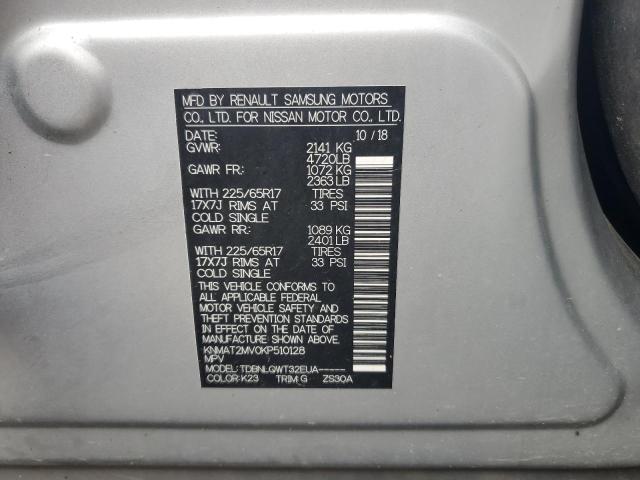 MFD BY RENAULT SAMSUNG MOTORS
CO., LTD. FOR NISSAN MOTOR CO., LTD.
DATE: 10 / 18
GVWR: 2141 KG
4720LB
GAWR FR: 1072 KG
2363 LB
WITH 225/65R17 TIRES
17X7J RIMS AT 33 PSI
COLD SINGLE
GAWR RR: 1089 KG
2401 LB
WITH 225/65R17 TIRES
17X7J RIMS AT 33 PSI
COLD SINGLE
THIS VEHICLE CONFORMS TO
ALL APPLICABLE FEDERAL
MOTOR VEHICLE SAFETY AND
THEFT PREVENTION STANDARDS
IN EFFECT ON THE DATE OF
MANUFACTURE SHOWN ABOVE.
KNMAT2MV0KP510128
MPV
MODEL: TDBNLQWT32EUA-----
COLOR: K23 TRIM: G ZS30A